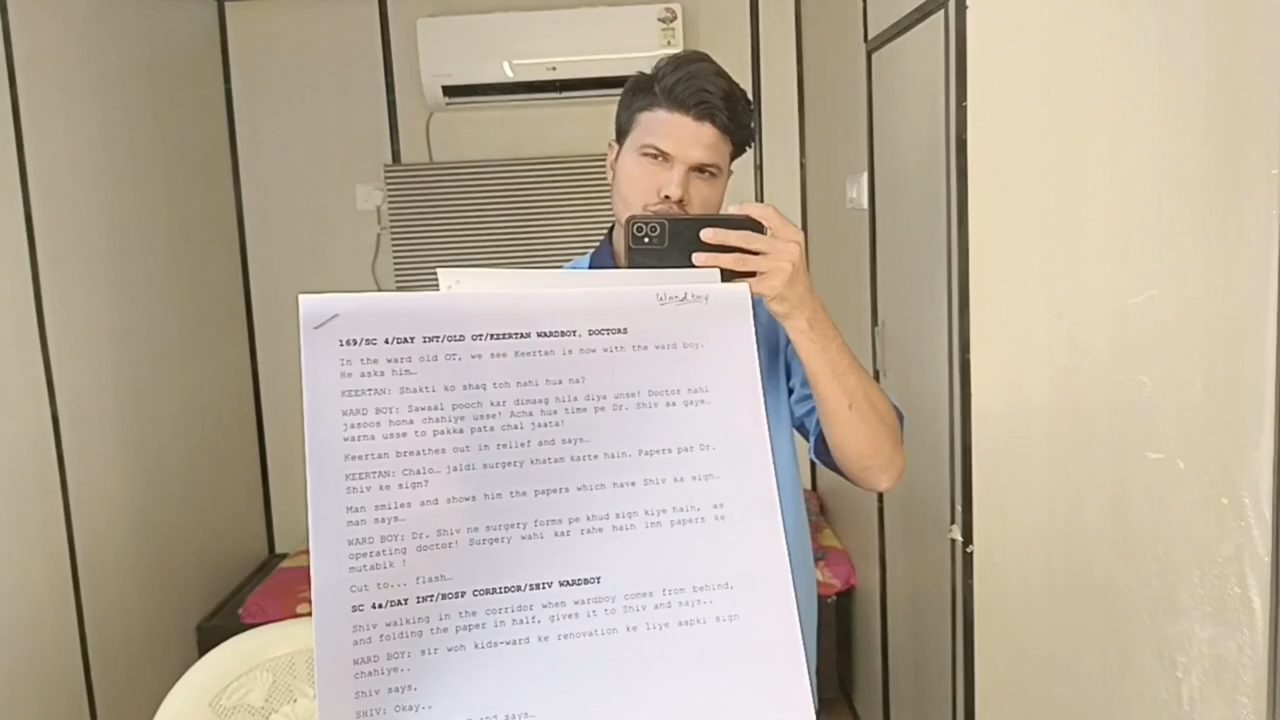 Wardboy
169/SC 4/DAY INT/OLD OT/KEERTAN WARDBOY, DOCTORS
In the ward old OT, we see Keertan is now with the ward boy.
He asks him…
KEERTAN: Shakti ko shaq toh nahi hua na?
WARD BOY: Sawaal pooch kar dimaag hila diya unse! Doctor nahi
jasoos hona chahiye usse! Acha hua time pe Dr. Shiv aa gaye…
warna usse to pakka pata chal jaata!
Keertan breathes out in relief and says…
KEERTAN: Chalo… jaldi surgery khatam karte hain. Papers par Dr.
Shiv ke sign?
Man smiles and shows him the papers which have Shiv ka sign…
man says…
WARD BOY: Dr. Shiv ne surgery forms pe khud sign kiye hain, as
operating doctor! Surgery wahi kar rahe hain inn papers ke
mutabik !
Cut to... flash…
SC 4a/DAY INT/HOSP CORRIDOR/SHIV WARDBOY
Shiv walking in the corridor when wardboy comes from behind,
and folding the paper in half, gives it to Shiv and says..
WARD BOY: sir woh kids-ward ke renovation ke liye aapki sign
chahiye..
Shiv says,
SHIV: Okay..
and says…